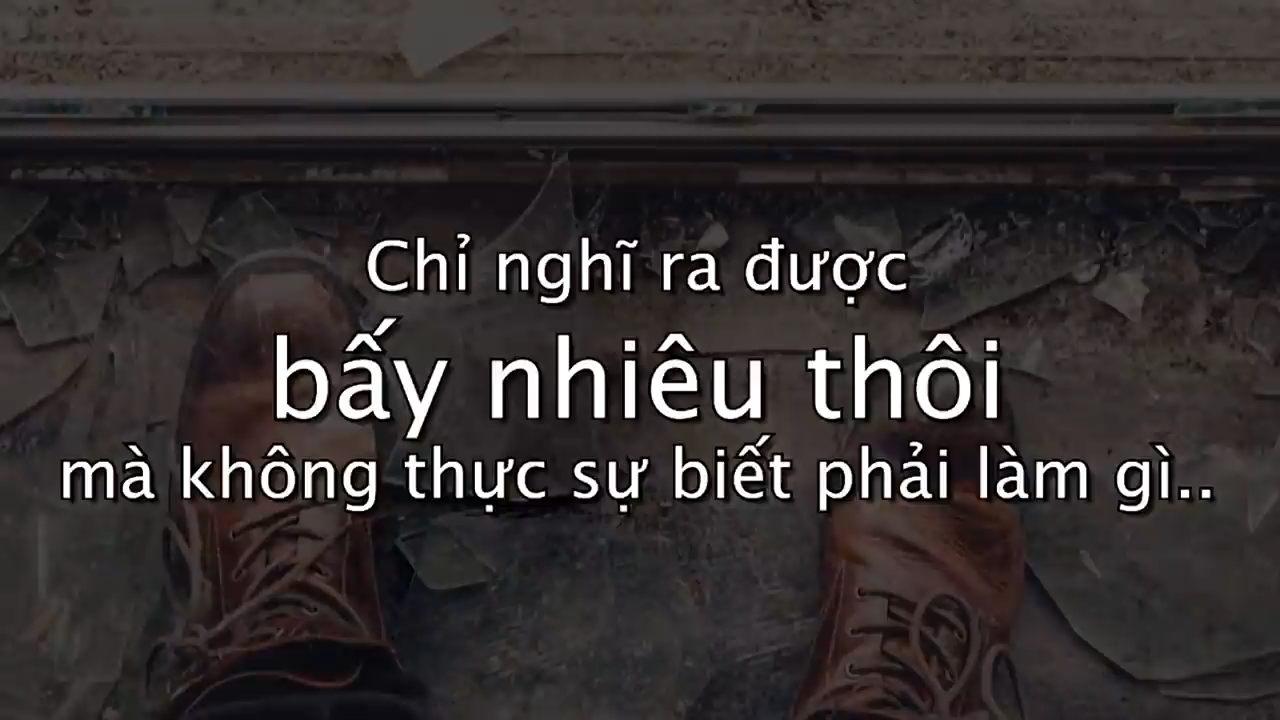 Chỉ nghĩ ra được
bấy nhiêu thôi
mà không thực sự biết phải làm gì..